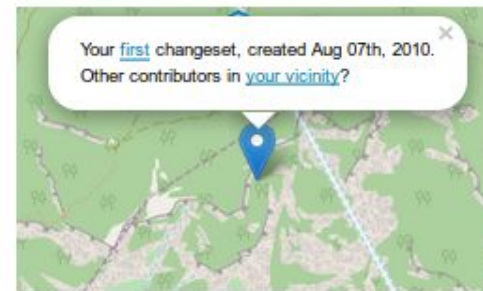 Your first changeset, created Aug 07th, 2010.
Other contributors in your vicinity?